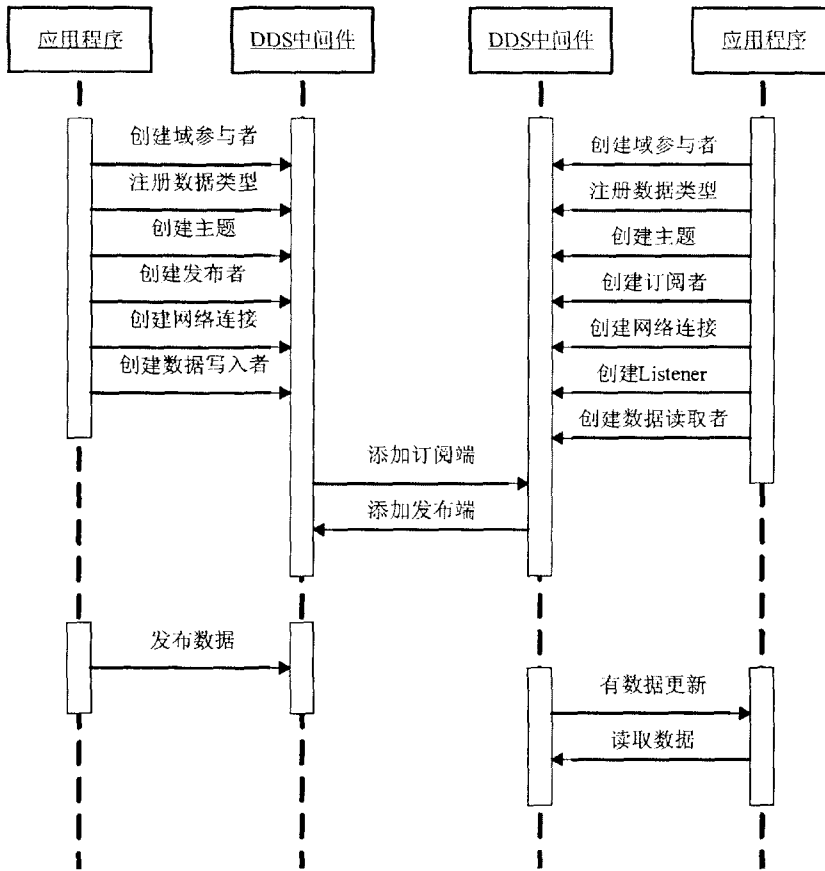 应用程序
DDS中间件
DDS中间件
应用程序
创建域参与者
创建域参与者
注册数据类型
注册数据类型
创建主题
创建主题
创建发布者
创建订阅者
创建网络连接
创建网络连接
创建数据写入者
创建Listener
创建数据读取者
添加订阅端
添加发布端
发布数据
有数据更新
读取数据